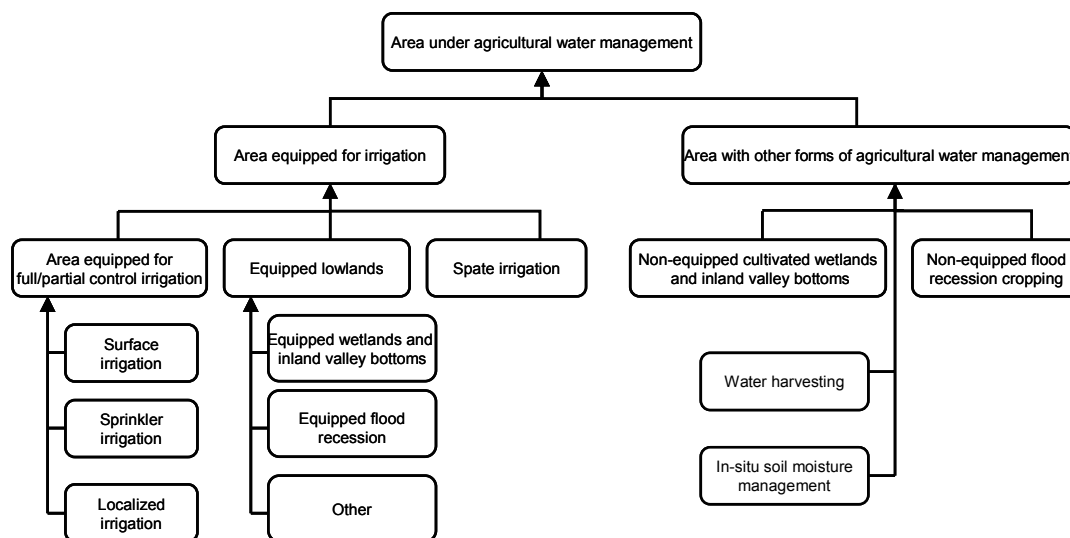 Area under agricultural water management
Area equipped for irrigation
Area with other forms of agricultural water management
Area equipped for
full/partial control irrigation
Equipped lowlands
Spate irrigation
Non-equipped cultivated wetlands
and inland valley bottoms
Non-equipped flood
recession cropping
Surface
irrigation
Equipped wetlands and
inland valley bottoms
Water harvesting
Sprinkler
irrigation
Equipped flood
recession
In-situ soil moisture
management
Localized
irrigation
Other